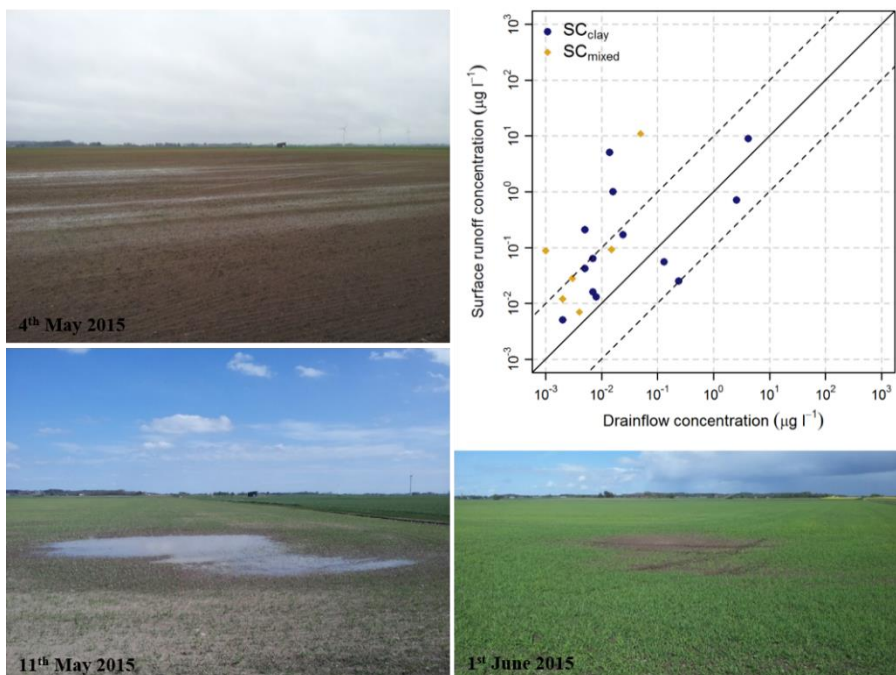 4th May 2015
SCclay
SCmixed
Surface runoff concentration (μg l⁻¹)
10³
10²
10¹
10⁰
10⁻¹
10⁻²
10⁻³
10⁻³ 10⁻² 10⁻¹ 10⁰ 10¹ 10² 10³
Drainflow concentration (μg l⁻¹)
11th May 2015
1st June 2015